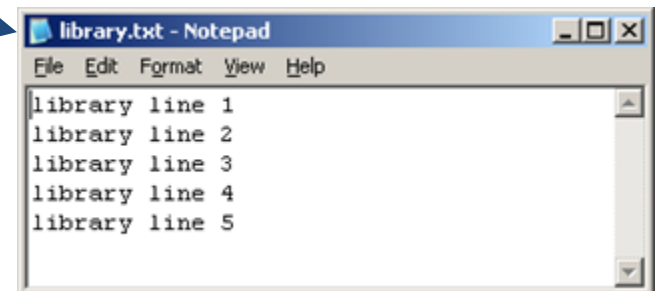 library.txt - Notepad
File Edit Format View Help
library line 1
library line 2
library line 3
library line 4
library line 5